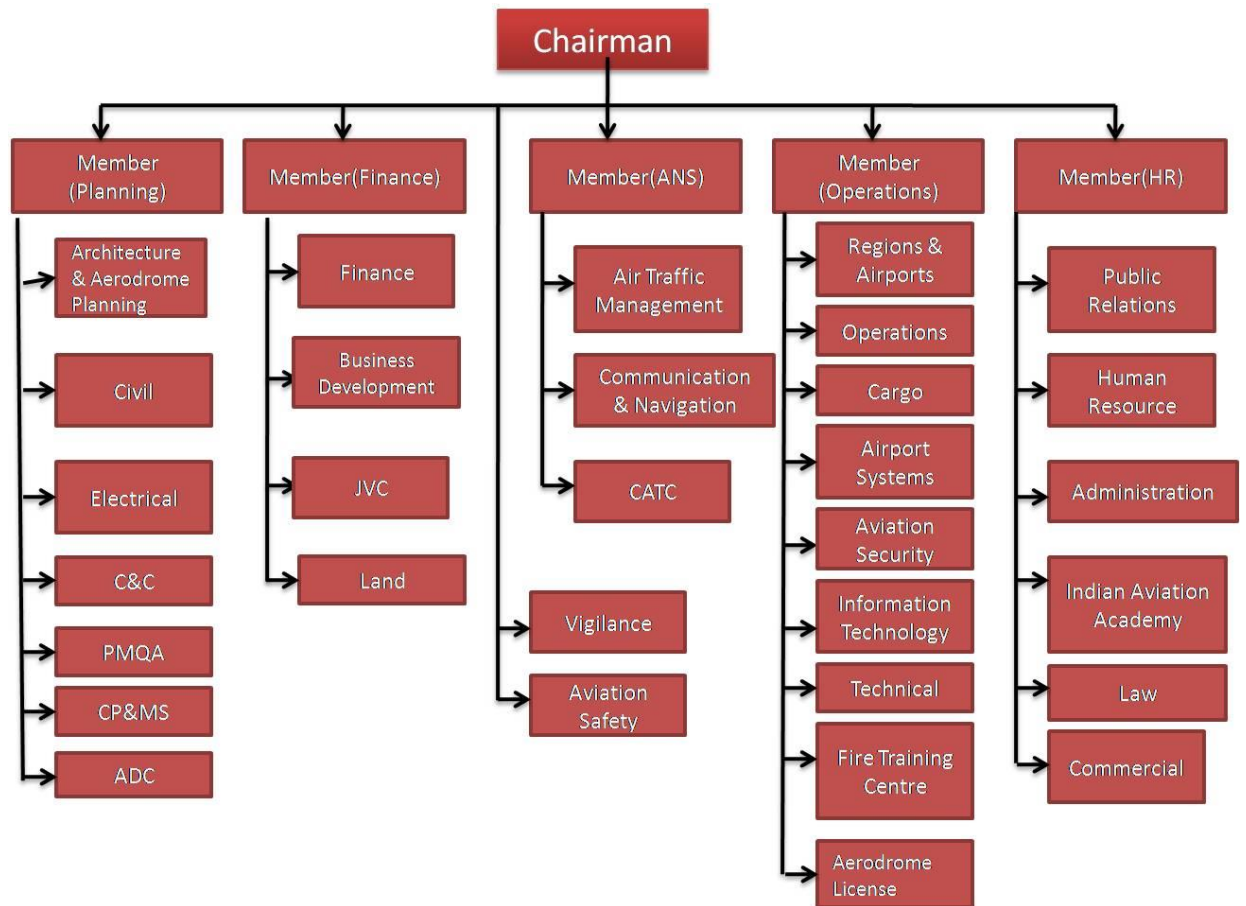 Chairman
Member
(Planning)
Architecture
& Aerodrome
Planning
Civil
Electrical
C&C
PMQA
CP&MS
ADC
Member(Finance)
Finance
Business
Development
JVC
Land
Member(ANS)
Air Traffic
Management
Communication
& Navigation
CATC
Vigilance
Aviation
Safety
Member
(Operations)
Regions &
Airports
Operations
Cargo
Airport
Systems
Aviation
Security
Information
Technology
Technical
Fire Training
Centre
Aerodrome
License
Member(HR)
Public
Relations
Human
Resource
Administration
Indian Aviation
Academy
Law
Commercial